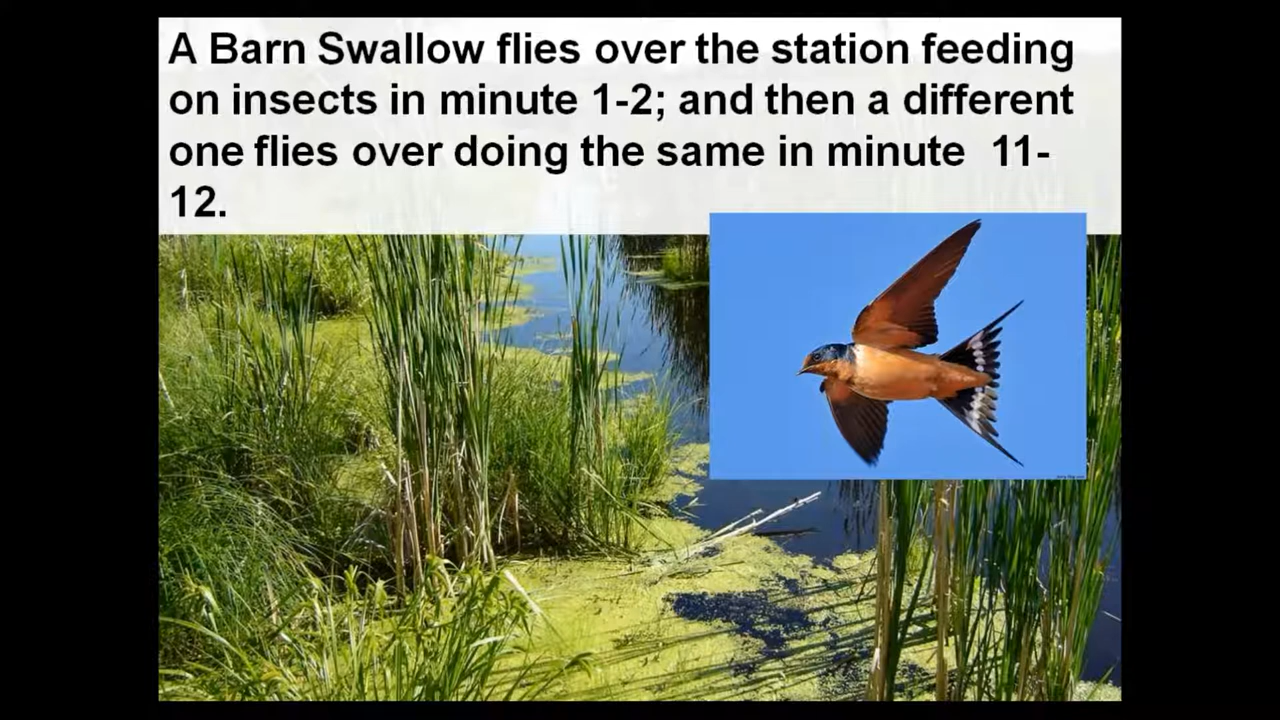 A Barn Swallow flies over the station feeding
on insects in minute 1-2; and then a different
one flies over doing the same in minute  11-
12.